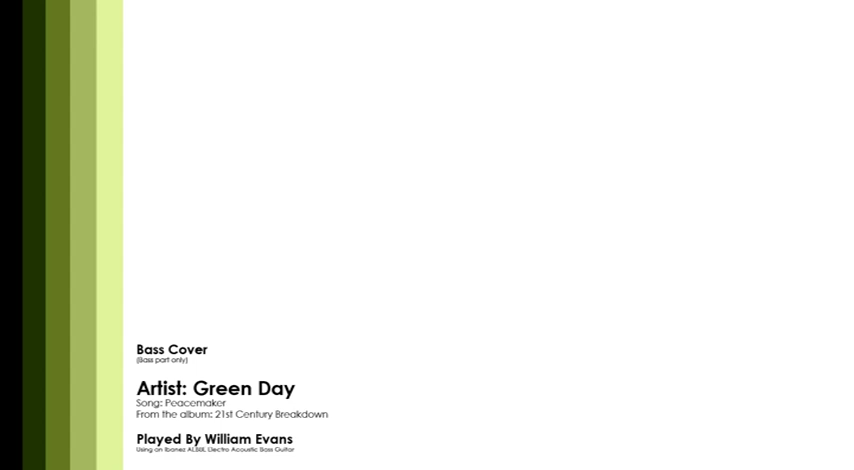 Bass Cover
(Bass part only)
Artist: Green Day
Song: Peacemaker
From the album: 21st Century Breakdown
Played By William Evans
Using an Ibanez Electro Acoustic Bass Guitar